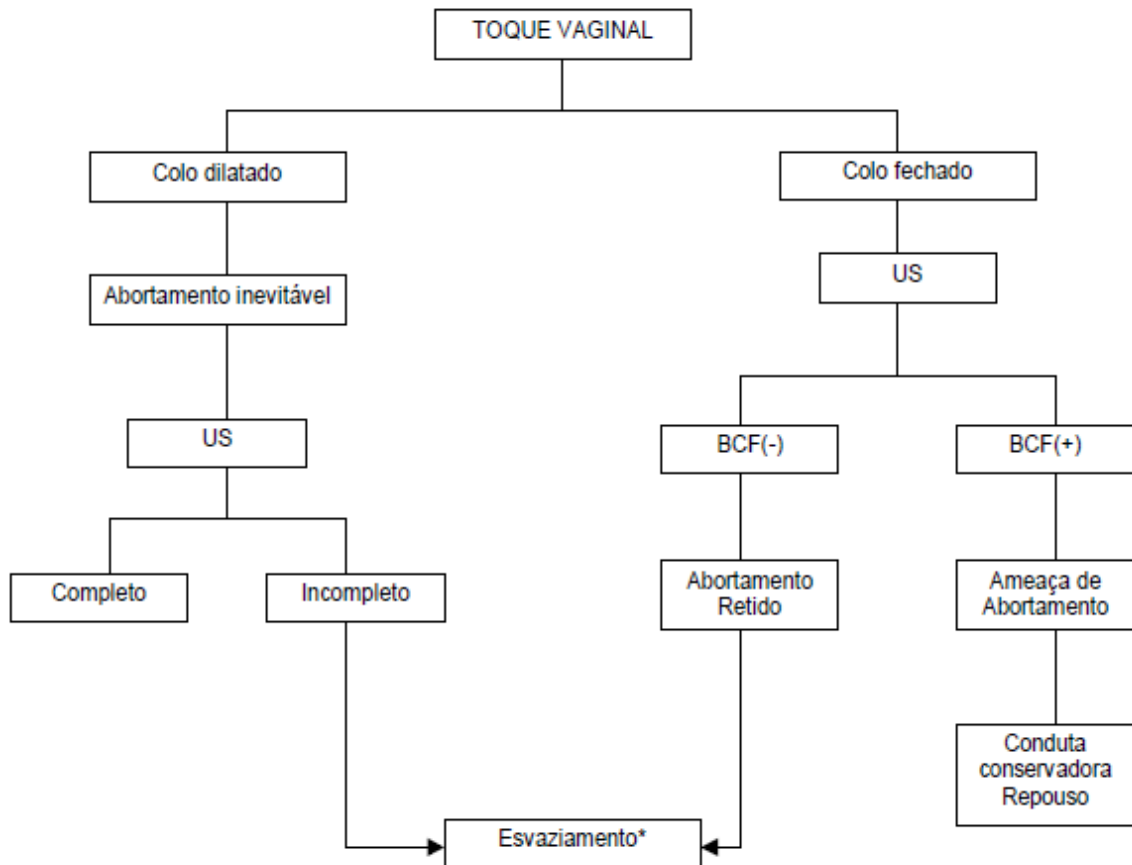 TOQUE VAGINAL
Colo dilatado
Colo fechado
Abortamento inevitável
US
US
BCF(-)
BCF(+)
Completo
Incompleto
Abortamento
Retido
Ameaça de
Abortamento
Conduta
conservadora
Repouso
Esvaziamento*